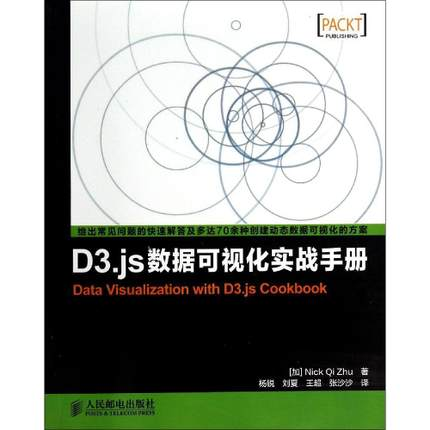 [PACKT]
PUBLISHING
给出常见问题的快速解答及多达70余种创建动态数据可视化的方案
D3.js数据可视化实战手册
Data Visualization with D3.js Cookbook
[加] Nick Qi Zhu 著
杨锐 刘夏 王超 张沙沙 译
人民邮电出版社
POSTS & TELECOM PRESS